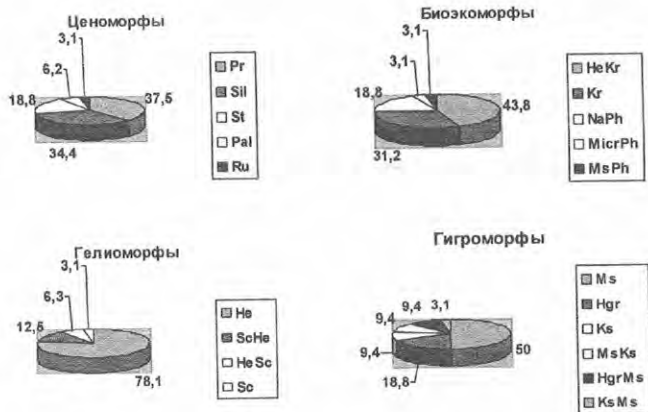 Ценоморфы
3,1
6,2
18,8
37,5
34,4
Pr
Sil
St
Pal
Ru
Биоэкоморфы
3,1
3,1
18,8
43,8
31,2
HeKr
Kr
NaPh
MicrPh
MsPh
Гелиоморфы
3,1
6,3
12,5
78,1
He
ScHe
HeSc
Sc
Гигроморфы
9,4
3,1
9,4
9,4
50
18,8
Ms
Hgr
Ks
MsKs
HgrMs
KsMs